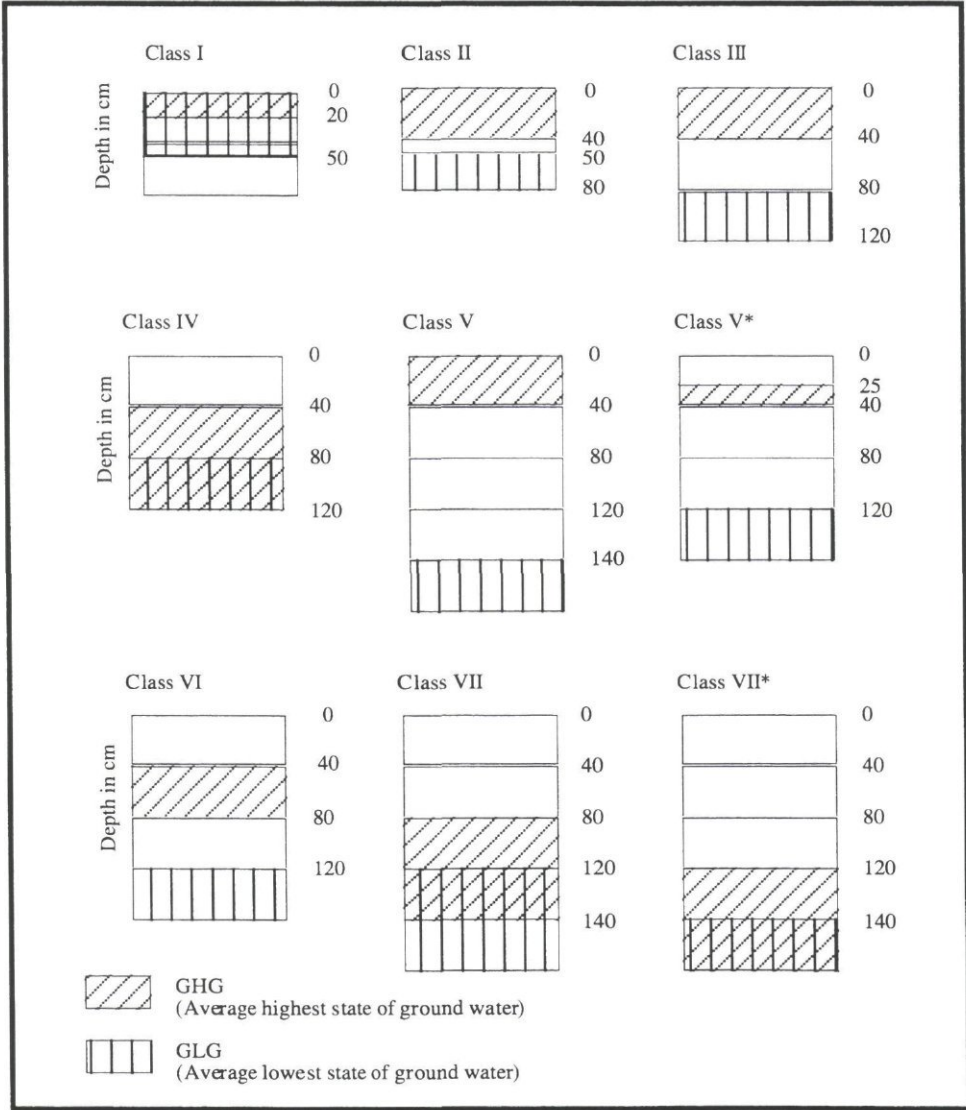 Class I
Depth in cm
0
20
50
Class II
0
40
50
80
Class III
0
40
80
120
Class IV
Depth in cm
0
40
80
120
Class V
0
40
80
120
140
Class V*
0
25
40
80
120
Class VI
Depth in cm
0
40
80
120
Class VII
0
40
80
120
140
Class VII*
0
40
80
120
140
GHG
(Average highest state of ground water)
GLG
(Average lowest state of ground water)